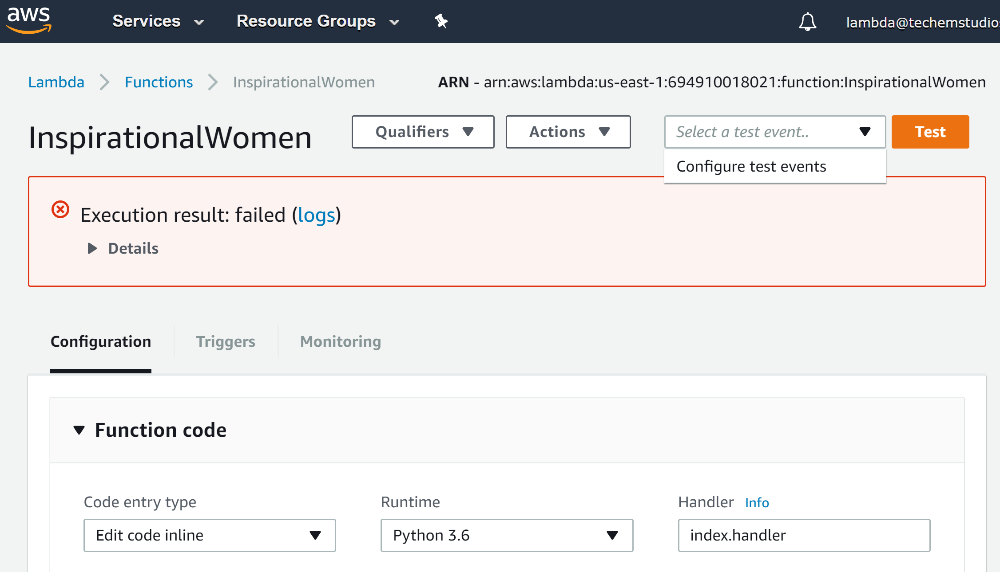 aws Services Resource Groups lambda@techemstudios
Lambda Functions InspirationalWomen ARN - arn:aws:lambda:us-east-1:694910018021:function:InspirationalWomen
InspirationalWomen Qualifiers Actions Select a test event.. Test
Configure test events
Execution result: failed (logs)
Details
Configuration Triggers Monitoring
Function code
Code entry type Runtime Handler Info
Edit code inline Python 3.6 index.handler